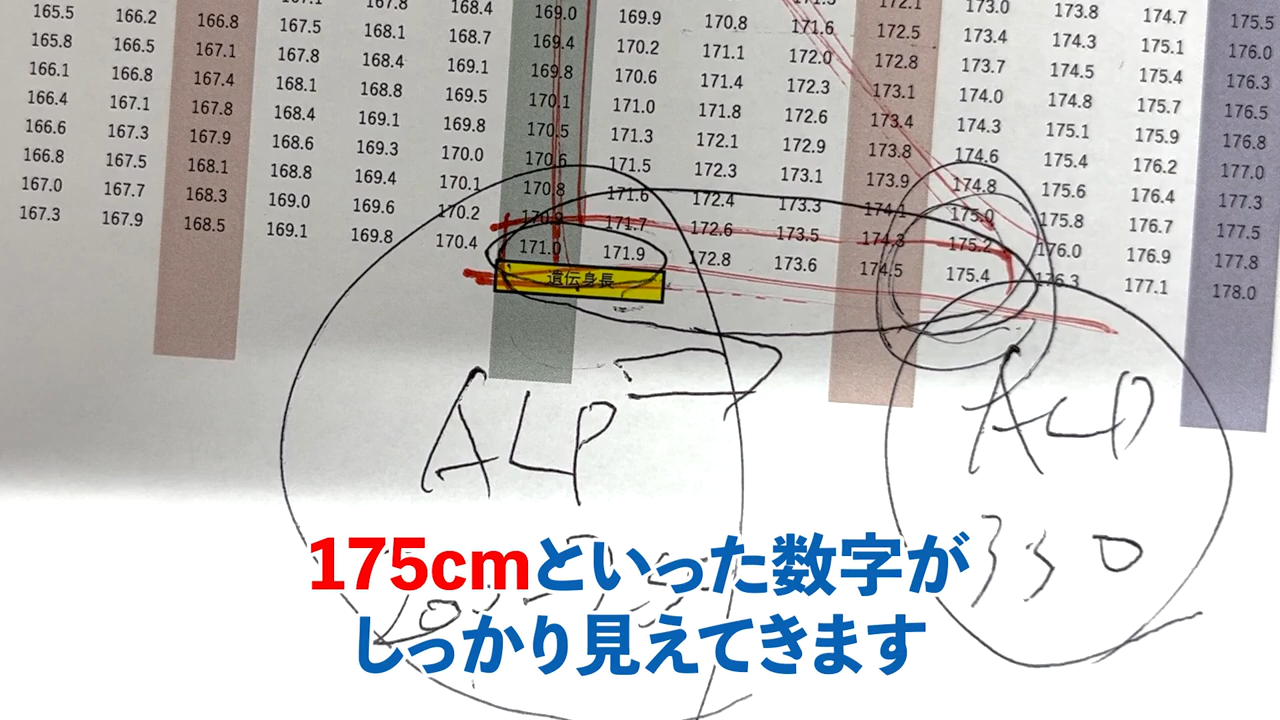 171.3 172.1 173.0 173.8 174.7 175.5
167.1 167.8 168.4 169.0 169.9 170.8 171.6 172.5 173.4 174.3 175.1 176.0
165.5 166.2 166.8 167.5 168.1 168.7 169.4 170.2 171.1 172.0 172.8 173.7 174.5 175.4 176.3
165.8 166.5 167.1 167.8 168.4 169.1 169.8 170.6 171.4 172.3 173.1 174.0 174.8 175.7 176.5
166.1 166.8 167.4 168.1 168.8 169.5 170.1 171.0 171.8 172.6 173.4 174.3 175.1 175.9 176.8
166.4 167.1 167.8 168.4 169.1 169.8 170.5 171.3 172.1 172.9 173.8 174.6 175.4 176.2 177.0
166.6 167.3 167.9 168.6 169.3 170.0 170.6 171.5 172.3 173.1 173.9 174.8 175.6 176.4 177.3
166.8 167.5 168.1 168.8 169.4 170.1 170.8 171.6 172.4 173.3 174.1 175.0 175.8 176.7 177.5
167.0 167.7 168.3 169.0 169.6 170.2 170.9 171.7 172.6 173.5 174.3 175.2 176.0 176.9 177.8
167.3 167.9 168.5 169.1 169.8 170.4 171.0 171.9 172.8 173.6 174.5 175.4 176.3 177.1 178.0
遺伝身長
ALP
ALP
330
175cmといった数字が
しっかり見えてきます